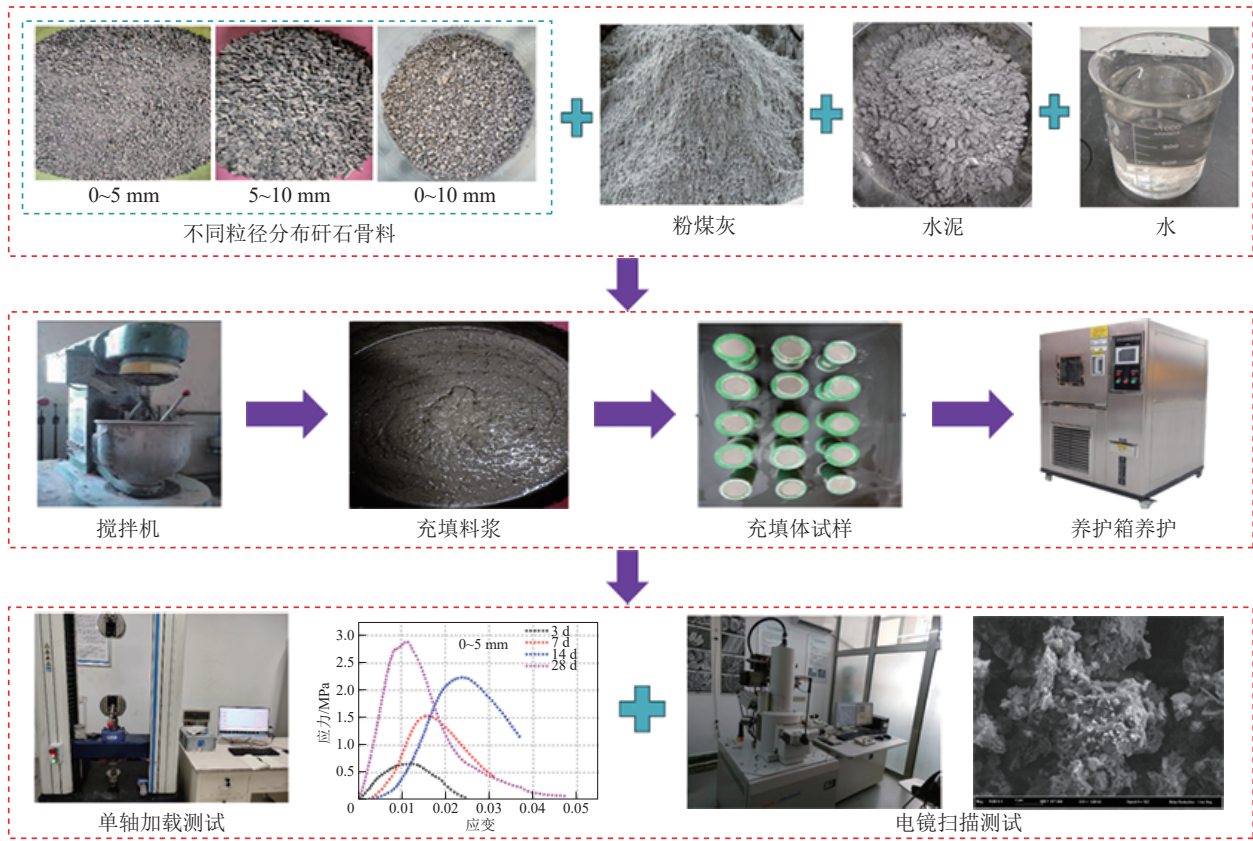 0~5 mm
5~10 mm
0~10 mm
不同粒径分布矸石骨料
粉煤灰
水泥
水
搅拌机
充填料浆
充填体试样
养护箱养护
应力/MPa
3.0
2.5
2.0
1.5
1.0
0.5
0
0.01
0.02
0.03
0.04
0.05
应变
0~5 mm
3 d
7 d
14 d
28 d
单轴加载测试
电镜扫描测试